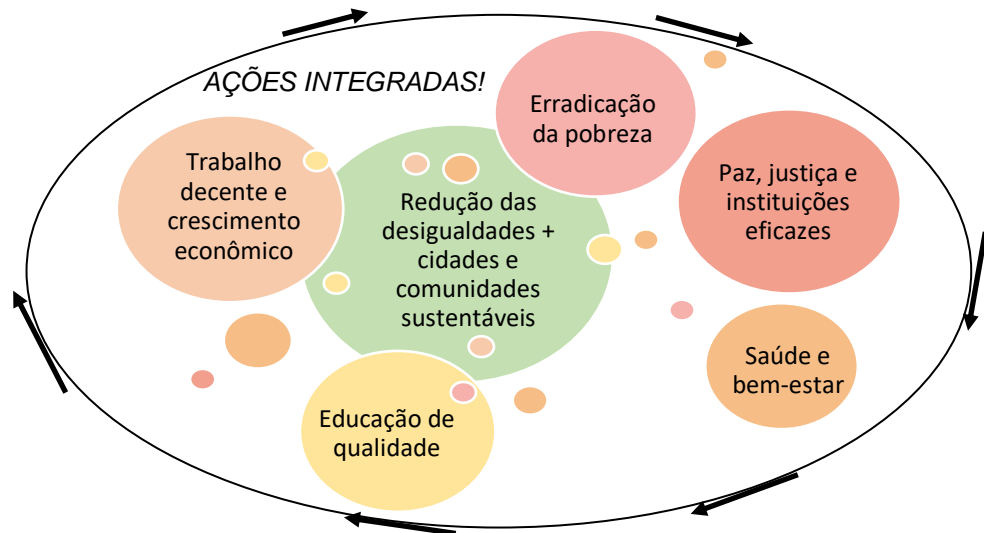 AÇÕES INTEGRADAS!
Erradicação
da pobreza
Trabalho
decente e
crescimento
econômico
Redução das
desigualdades +
cidades e
comunidades
sustentáveis
Paz, justiça e
instituições
eficazes
Saúde e
bem-estar
Educação de
qualidade